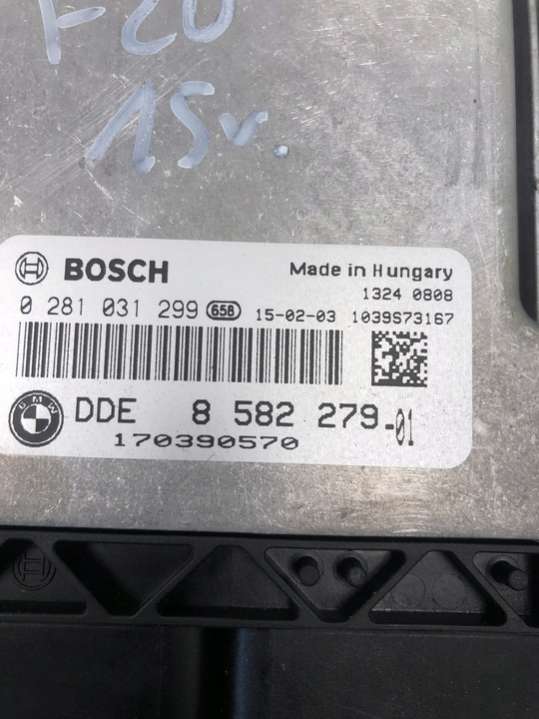 F20
15v.
BOSCH Made in Hungary
1324 0808
0 281 031 299 658 15-02-03 1039S73167
BMW DDE 8 582 279-01
170390570